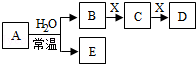 A H₂O 常温 B X C X D
E